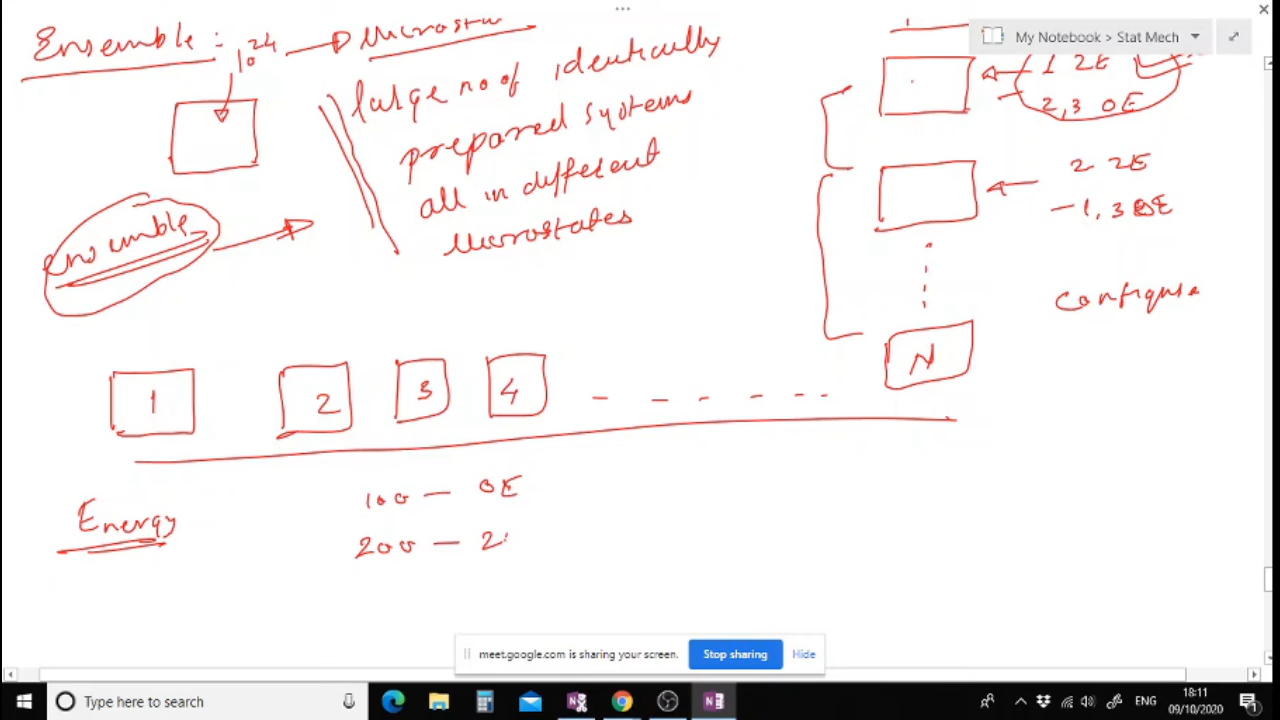 Ensemble :- 10^24 → Microsta
large no of identically
prepared systems
all in different
Microstates
ensemble
My Notebook > Stat Mech
1 2E
2,3 0E
2 2E
-1,3 0E
N
Configura
1 2 3 4
Energy
100 - 0E
200 - 2
meet.google.com is sharing your screen. Stop sharing Hide
Type here to search
ENG
18:11
09/10/2020
1